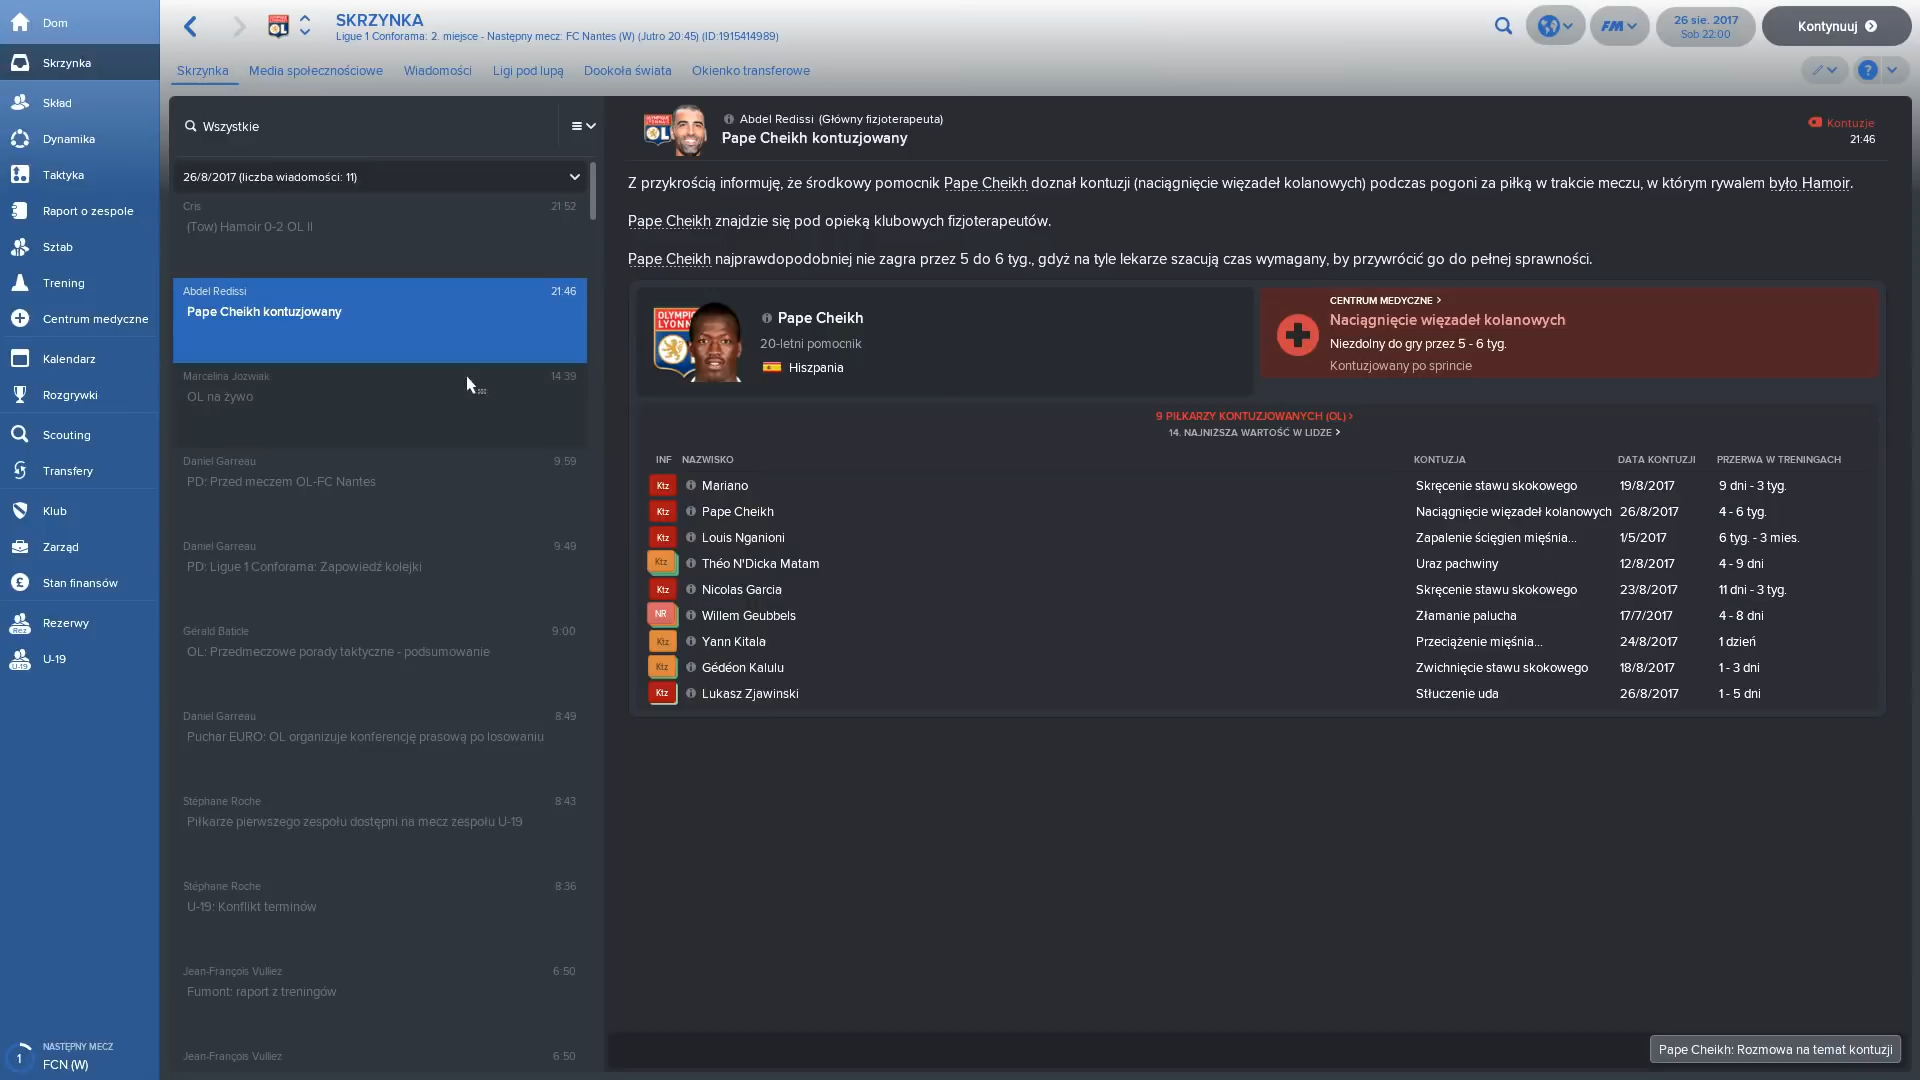 Dom
Skrzynka
Skład
Dynamika
Taktyka
Raport o zespole
Sztab
Trening
Centrum medyczne
Kalendarz
Rozgrywki
Scouting
Transfery
Klub
Zarząd
Stan finansów
Rezerwy
U-19
1
NASTĘPNY MECZ
FCN (W)
SKRZYNKA
Ligue 1 Conforama: 2. miejsce - Następny mecz: FC Nantes (W) (Jutro 20:45) (ID:1915414989)
FM
26 sie. 2017
Sob 22:00
Kontynuuj
Skrzynka Media społecznościowe Wiadomości Ligi pod lupą Dookoła świata Okienko transferowe
?
Wszystkie
26/8/2017 (liczba wiadomości: 11)
Cris 21:52
(Tow) Hamoir 0-2 OL II
Abdel Redissi 21:46
Pape Cheikh kontuzjowany
Marcelina Jozwiak 14:39
OL na żywo
Daniel Garreau 9:59
PD: Przed meczem OL-FC Nantes
Daniel Garreau 9:49
PD: Ligue 1 Conforama: Zapowiedź kolejki
Gérald Baticle 9:00
OL: Przedmeczowe porady taktyczne - podsumowanie
Daniel Garreau 8:49
Puchar EURO: OL organizuje konferencję prasową po losowaniu
Stéphane Roche 8:43
Piłkarze pierwszego zespołu dostępni na mecz zespołu U-19
Stéphane Roche 8:36
U-19: Konflikt terminów
Jean-François Vulliez 6:50
Fumont: raport z treningów
Jean-François Vulliez 6:50
Abdel Redissi (Główny fizjoterapeuta)
Pape Cheikh kontuzjowany
Kontuzje
21:46
Z przykrością informuję, że środkowy pomocnik Pape Cheikh doznał kontuzji (naciągnięcie więzadeł kolanowych) podczas pogoni za piłką w trakcie meczu, w którym rywalem było Hamoir.
Pape Cheikh znajdzie się pod opieką klubowych fizjoterapeutów.
Pape Cheikh najprawdopodobniej nie zagra przez 5 do 6 tyg., gdyż na tyle lekarze szacują czas wymagany, by przywrócić go do pełnej sprawności.
Pape Cheikh
20-letni pomocnik
Hiszpania
CENTRUM MEDYCZNE >
Naciągnięcie więzadeł kolanowych
Niezdolny do gry przez 5 - 6 tyg.
Kontuzjowany po sprincie
9 PIŁKARZY KONTUZJOWANYCH (OL) >
14. NAJNIŻSZA WARTOŚĆ W LIDZE >
INF NAZWISKO KONTUZJA DATA KONTUZJI PRZERWA W TRENINGACH
Ktz Mariano Skręcenie stawu skokowego 19/8/2017 9 dni - 3 tyg.
Ktz Pape Cheikh Naciągnięcie więzadeł kolanowych 26/8/2017 4 - 6 tyg.
Ktz Louis Nganioni Zapalenie ścięgien mięśnia... 1/5/2017 6 tyg. - 3 mies.
Ktz Théo N'Dicka Matam Uraz pachwiny 12/8/2017 4 - 9 dni
Ktz Nicolas Garcia Skręcenie stawu skokowego 23/8/2017 11 dni - 3 tyg.
NR Willem Geubbels Złamanie palucha 17/7/2017 4 - 8 dni
Ktz Yann Kitala Przeciążenie mięśnia... 24/8/2017 1 dzień
Ktz Gédéon Kalulu Zwichnięcie stawu skokowego 18/8/2017 1 - 3 dni
Ktz Lukasz Zjawinski Stłuczenie uda 26/8/2017 1 - 5 dni
Pape Cheikh: Rozmowa na temat kontuzji